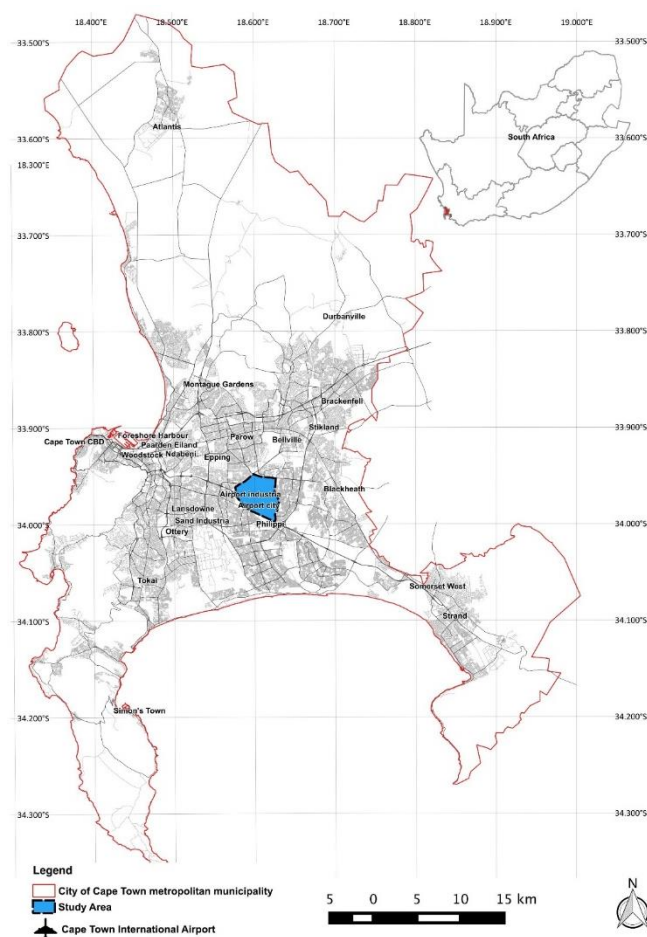 18.400°E 18.500°E 18.600°E 18.700°E 18.800°E 18.900°E 19.000°E
33.500°S 33.500°S
Atlantis
South Africa
33.600°S 33.600°S
18.300°E
33.700°S 33.700°S
Durbanville
33.800°S 33.800°S
Montague Gardens
Brackenfell
33.900°S 33.900°S
Stikland
Foreshore Harbour
Parow
Bellville
Cape Town CBD
Paarden Eiland
Woodstock Ndabeni
Epping
Blackheath
Airport industria
Airport city
Lansdowne
Sand Industria
Philippi
34.000°S 34.000°S
Ottery
Tokai
Somerset West
Strand
34.100°S 34.100°S
Simon's Town
34.200°S 34.200°S
34.300°S 34.300°S
Legend
City of Cape Town metropolitan municipality
Study Area
Cape Town International Airport
5 0 5 10 15 km
N